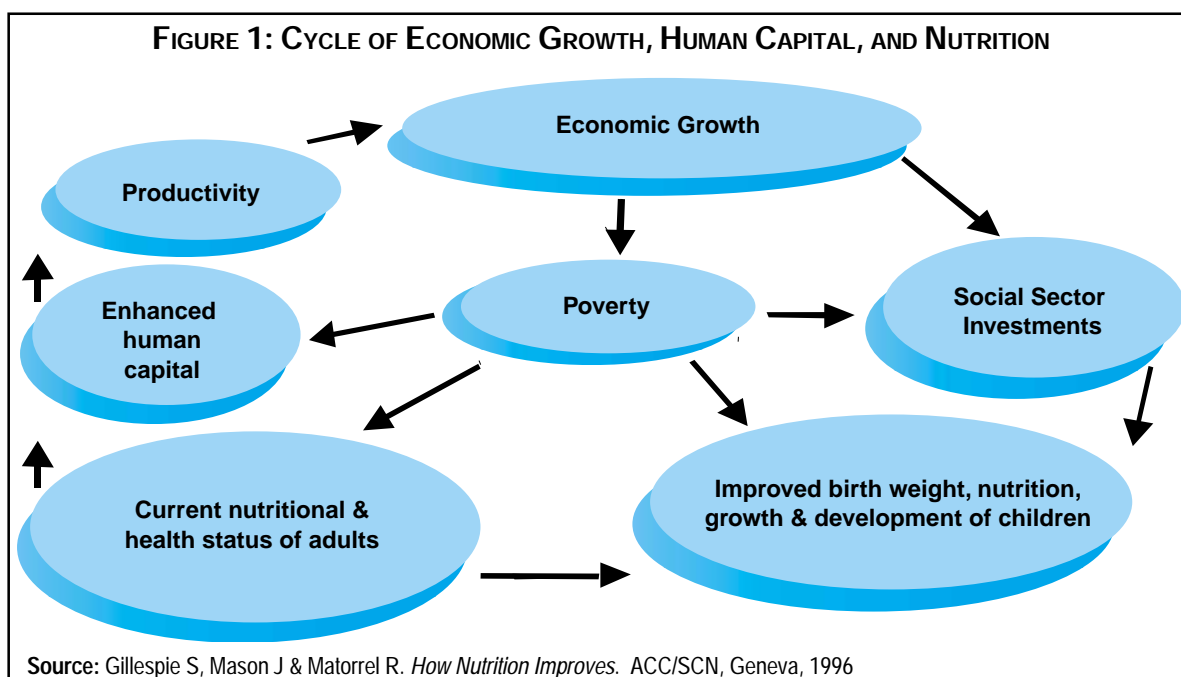 FIGURE 1: CYCLE OF ECONOMIC GROWTH, HUMAN CAPITAL, AND NUTRITION
Economic Growth
Productivity
Enhanced
human
capital
Poverty
Social Sector
Investments
Current nutritional &
health status of adults
Improved birth weight, nutrition,
growth & development of children
Source: Gillespie S, Mason J & Matorrel R. How Nutrition Improves. ACC/SCN, Geneva, 1996